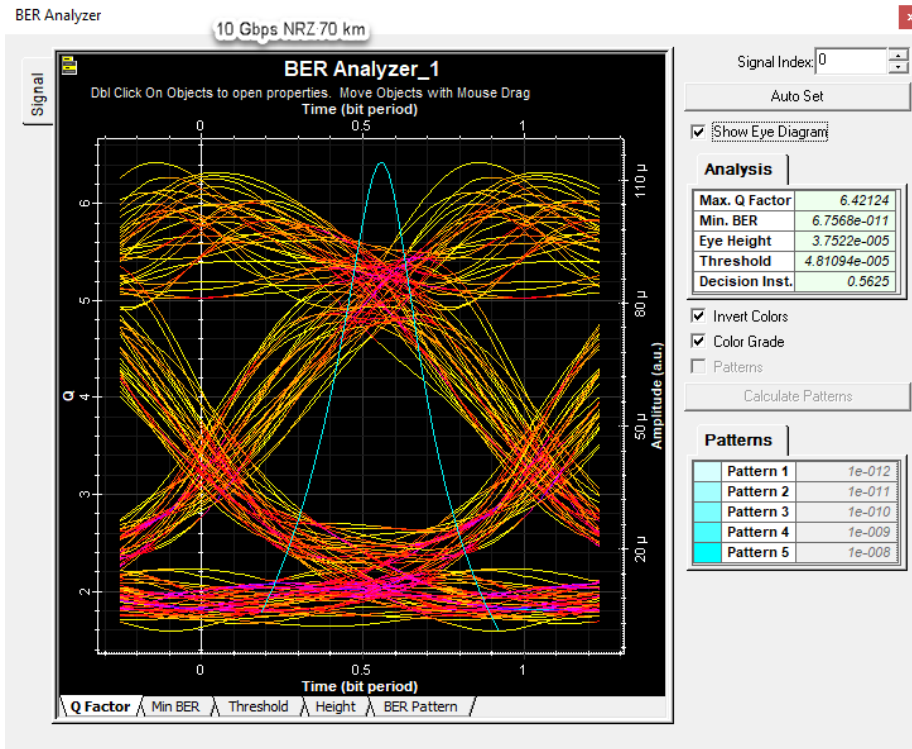 BER Analyzer
10 Gbps NRZ 70 km
Signal
BER Analyzer_1
Dbl Click On Objects to open properties. Move Objects with Mouse Drag
Time (bit period)
0 0.5 1
Q
6
5
4
3
2
110 µ
80 µ
50 µ
20 µ
Amplitude (a.u.)
0 0.5 1
Time (bit period)
Q Factor Min BER Threshold Height BER Pattern
Signal Index: 0
Auto Set
Show Eye Diagram
Analysis
Max. Q Factor 6.42124
Min. BER 6.7568e-011
Eye Height 3.7522e-005
Threshold 4.81094e-005
Decision Inst. 0.5625
Invert Colors
Color Grade
Patterns
Calculate Patterns
Patterns
Pattern 1 1e-012
Pattern 2 1e-011
Pattern 3 1e-010
Pattern 4 1e-009
Pattern 5 1e-008